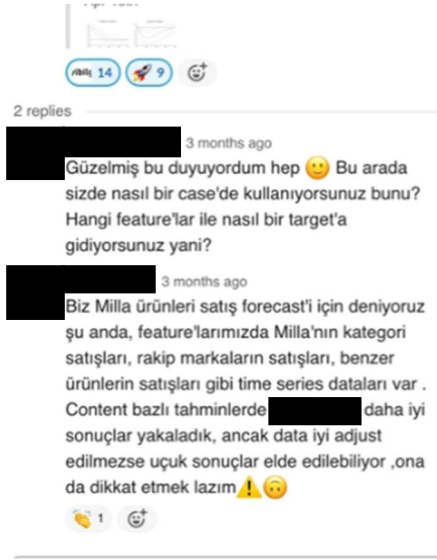 14 9
2 replies
3 months ago
Güzelmiş bu duyuyordum hep 🙂 Bu arada
sizde nasıl bir case'de kullanıyorsunuz bunu?
Hangi feature'lar ile nasıl bir target'a
gidiyorsunuz yani?
3 months ago
Biz Milla ürünleri satış forecast'i için deniyoruz
şu anda, feature'larımızda Milla'nın kategori
satışları, rakip markaların satışları, benzer
ürünlerin satışları gibi time series dataları var .
Content bazlı tahminlerde daha iyi
sonuçlar yakaladık, ancak data iyi adjust
edilmezse uçuk sonuçlar elde edilebiliyor ,ona
da dikkat etmek lazım ⚠️ 🙃
1